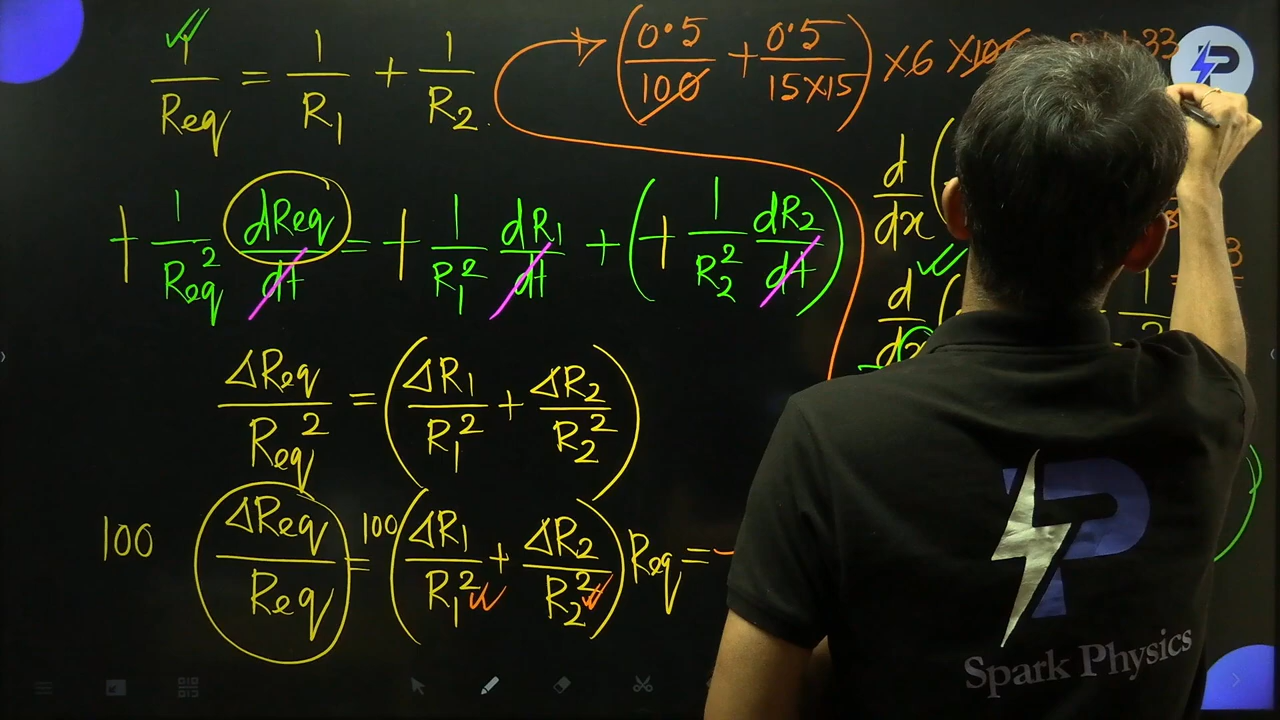 1/Req = 1/R₁ + 1/R₂
(0.5/100 + 0.5/15×15) ×6 ×100
+ 1/Req² dReq/dt = + 1/R₁² dR₁/dt + (+ 1/R₂² dR₂/dt)
d/dx (
d/dx (
ΔReq/Req² = (ΔR₁/R₁² + ΔR₂/R₂²)
100 ΔReq/Req = 100 (ΔR₁/R₁² + ΔR₂/R₂²) Req =
P
Spark Physics